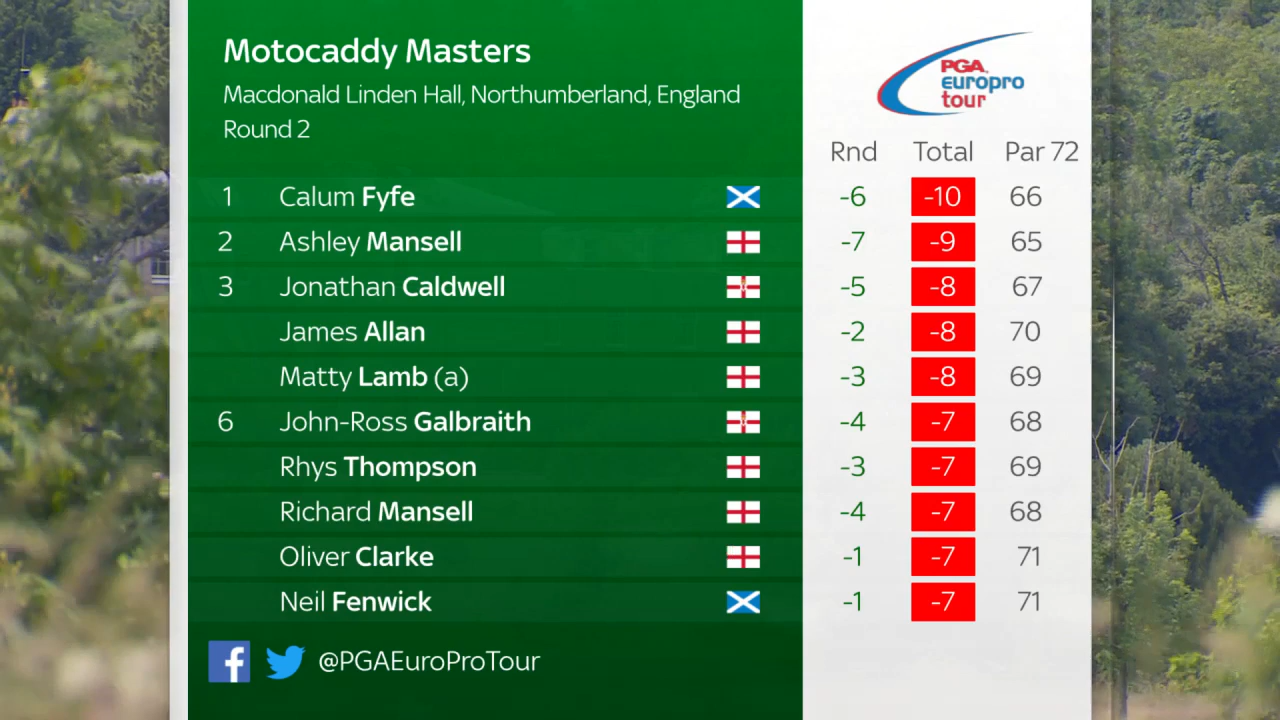 Motocaddy Masters
Macdonald Linden Hall, Northumberland, England
Round 2
PGA
europro
tour
Rnd Total Par 72
1 Calum Fyfe -6 -10 66
2 Ashley Mansell -7 -9 65
3 Jonathan Caldwell -5 -8 67
James Allan -2 -8 70
Matty Lamb (a) -3 -8 69
6 John-Ross Galbraith -4 -7 68
Rhys Thompson -3 -7 69
Richard Mansell -4 -7 68
Oliver Clarke -1 -7 71
Neil Fenwick -1 -7 71
f @PGAEuroProTour